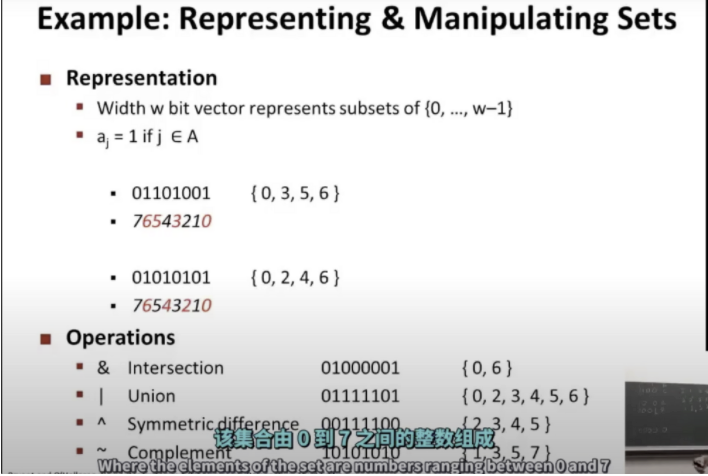 Example: Representing & Manipulating Sets
Representation
Width w bit vector represents subsets of {0, …, w–1}
aj = 1 if j ∈ A
01101001 { 0, 3, 5, 6 }
76543210
01010101 { 0, 2, 4, 6 }
76543210
Operations
& Intersection 01000001 { 0, 6 }
| Union 01111101 { 0, 2, 3, 4, 5, 6 }
^ Symmetric difference 00111100 { 2, 3, 4, 5 }
该集合由 0 到 7 之间的整数组成
~ Complement 10101010 { 1, 3, 5, 7 }
Where the elements of the set are numbers ranging between 0 and 7